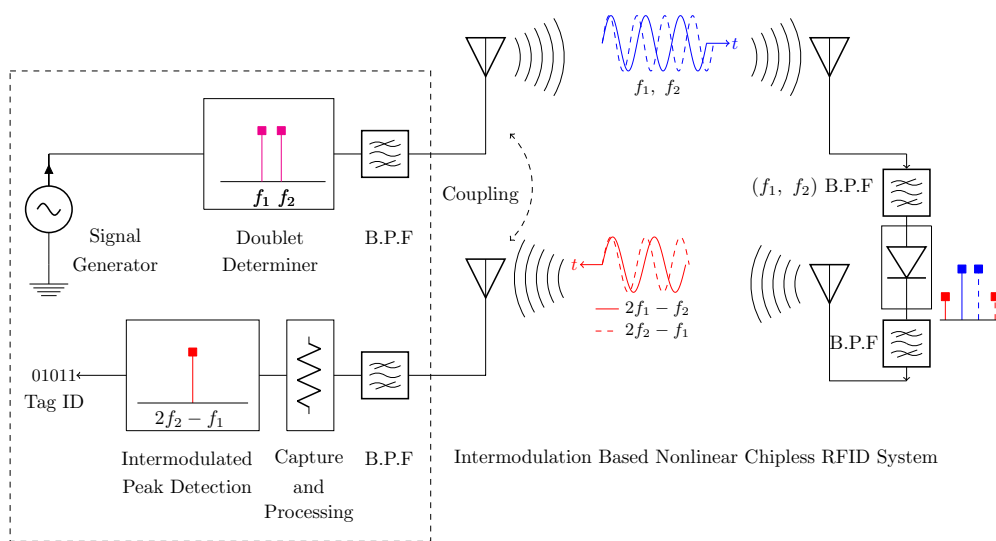 f₁, f₂
t
f₁ f₂
Coupling
(f₁, f₂) B.P.F
Signal
Generator
Doublet
Determiner
B.P.F
t
2f₁ − f₂
2f₂ − f₁
B.P.F
01011
Tag ID
2f₂ − f₁
Intermodulated
Peak Detection
Capture
and
Processing
B.P.F
Intermodulation Based Nonlinear Chipless RFID System